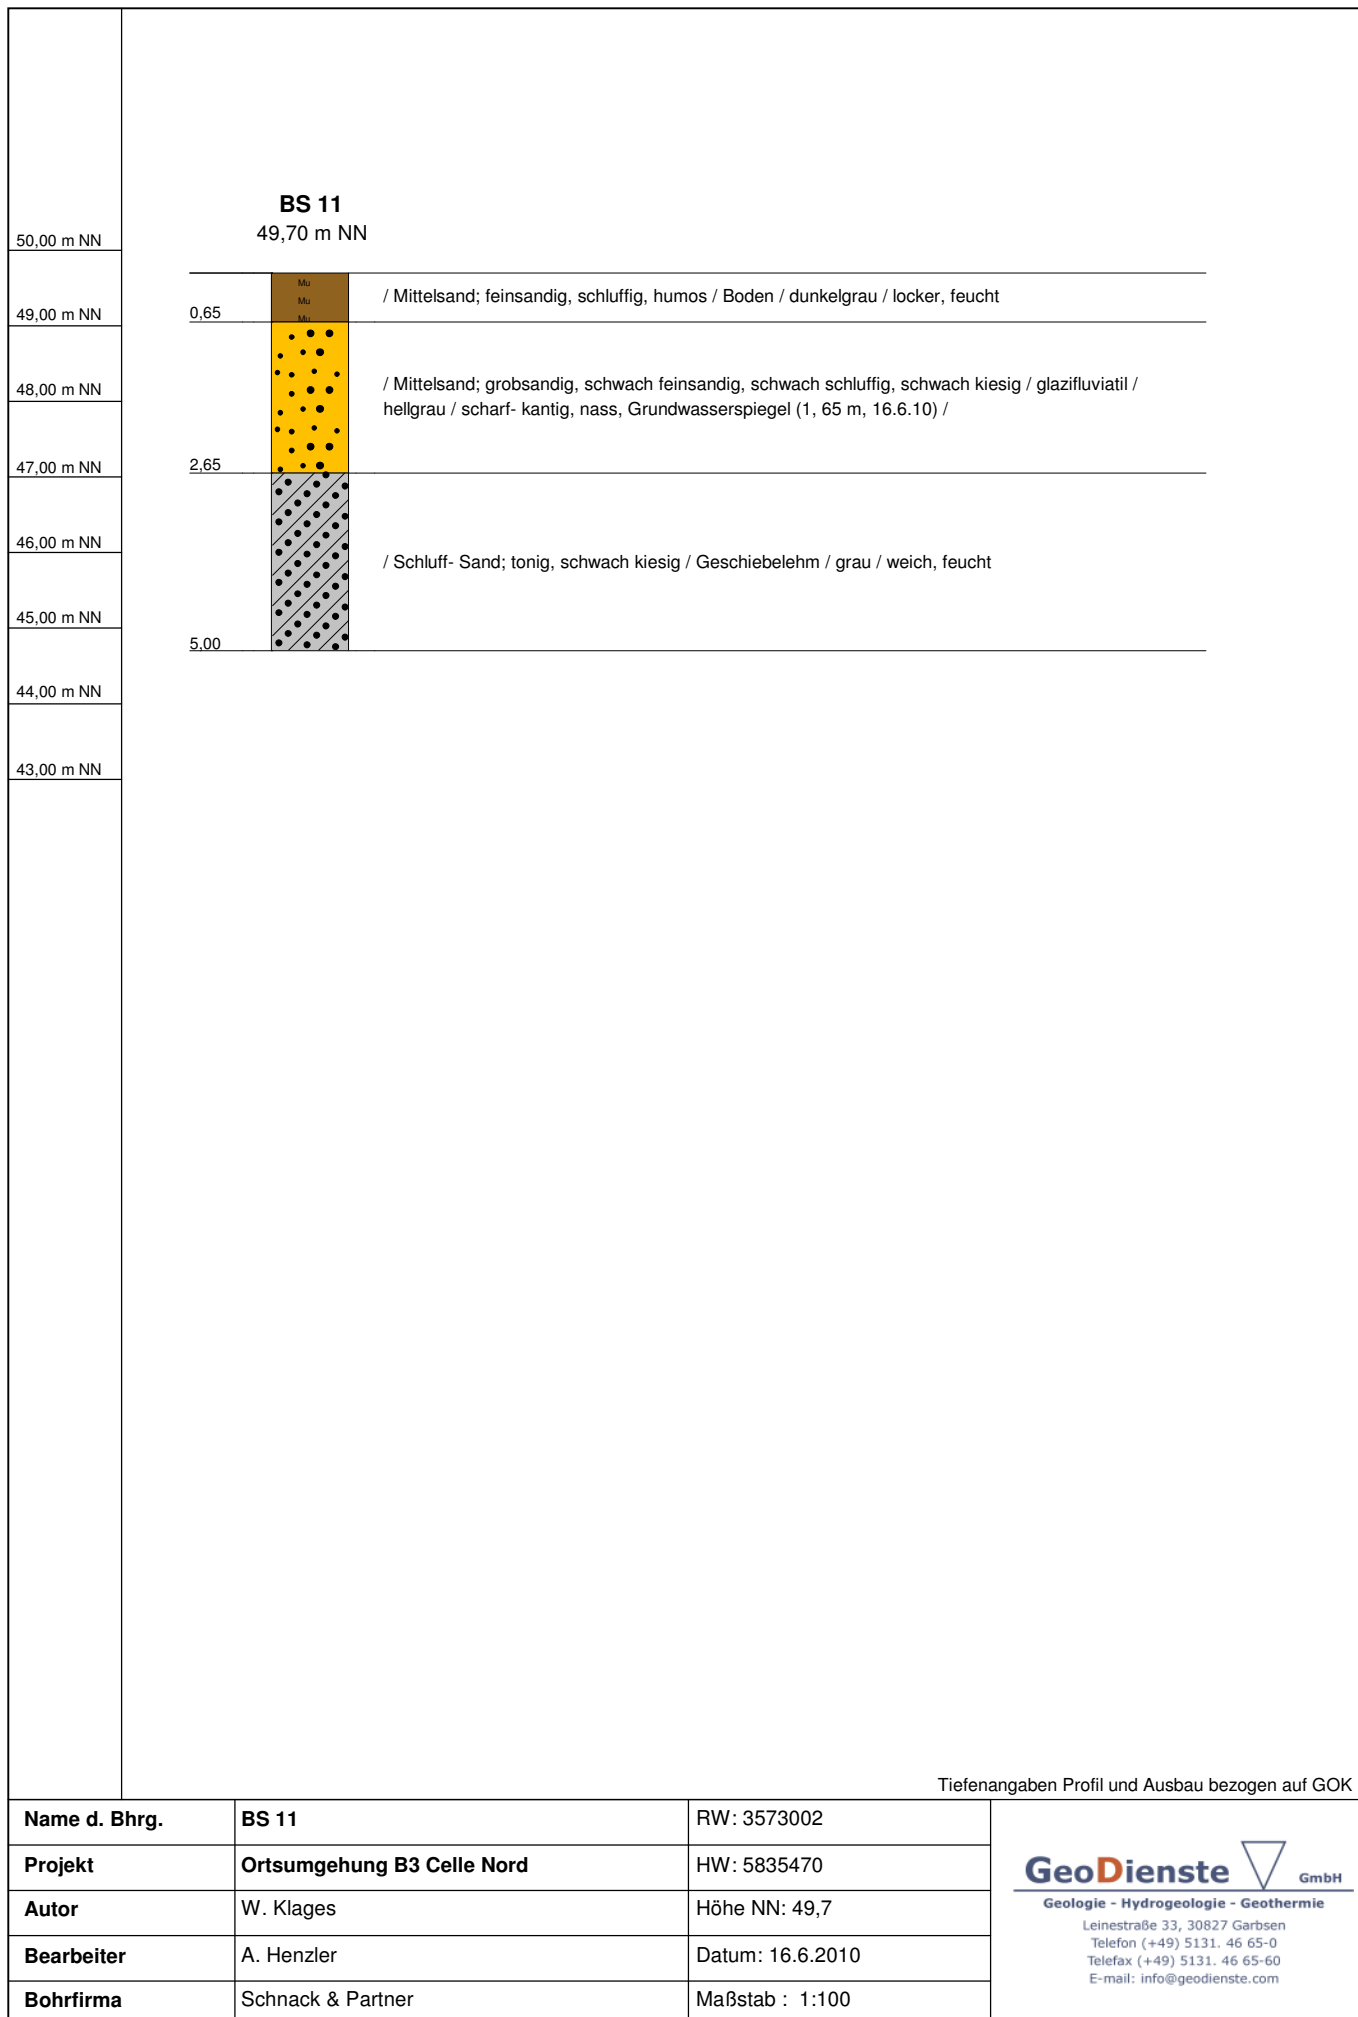 BS 11
49,70 m NN
50,00 m NN
49,00 m NN
48,00 m NN
47,00 m NN
46,00 m NN
45,00 m NN
44,00 m NN
43,00 m NN
Mu
Mu
Mu
0,65
/ Mittelsand; feinsandig, schluffig, humos / Boden / dunkelgrau / locker, feucht
/ Mittelsand; grobsandig, schwach feinsandig, schwach schluffig, schwach kiesig / glazifluviatil /
hellgrau / scharf- kantig, nass, Grundwasserspiegel (1, 65 m, 16.6.10) /
2,65
/ Schluff- Sand; tonig, schwach kiesig / Geschiebelehm / grau / weich, feucht
5,00
Tiefenangaben Profil und Ausbau bezogen auf GOK
Name d. Bhrg. BS 11 RW: 3573002
Projekt Ortsumgehung B3 Celle Nord HW: 5835470
Autor W. Klages Höhe NN: 49,7
Bearbeiter A. Henzler Datum: 16.6.2010
Bohrfirma Schnack & Partner Maßstab : 1:100
GeoDienste GmbH
Geologie - Hydrogeologie - Geothermie
Leinestraße 33, 30827 Garbsen
Telefon (+49) 5131. 46 65-0
Telefax (+49) 5131. 46 65-60
E-mail: info@geodienste.com